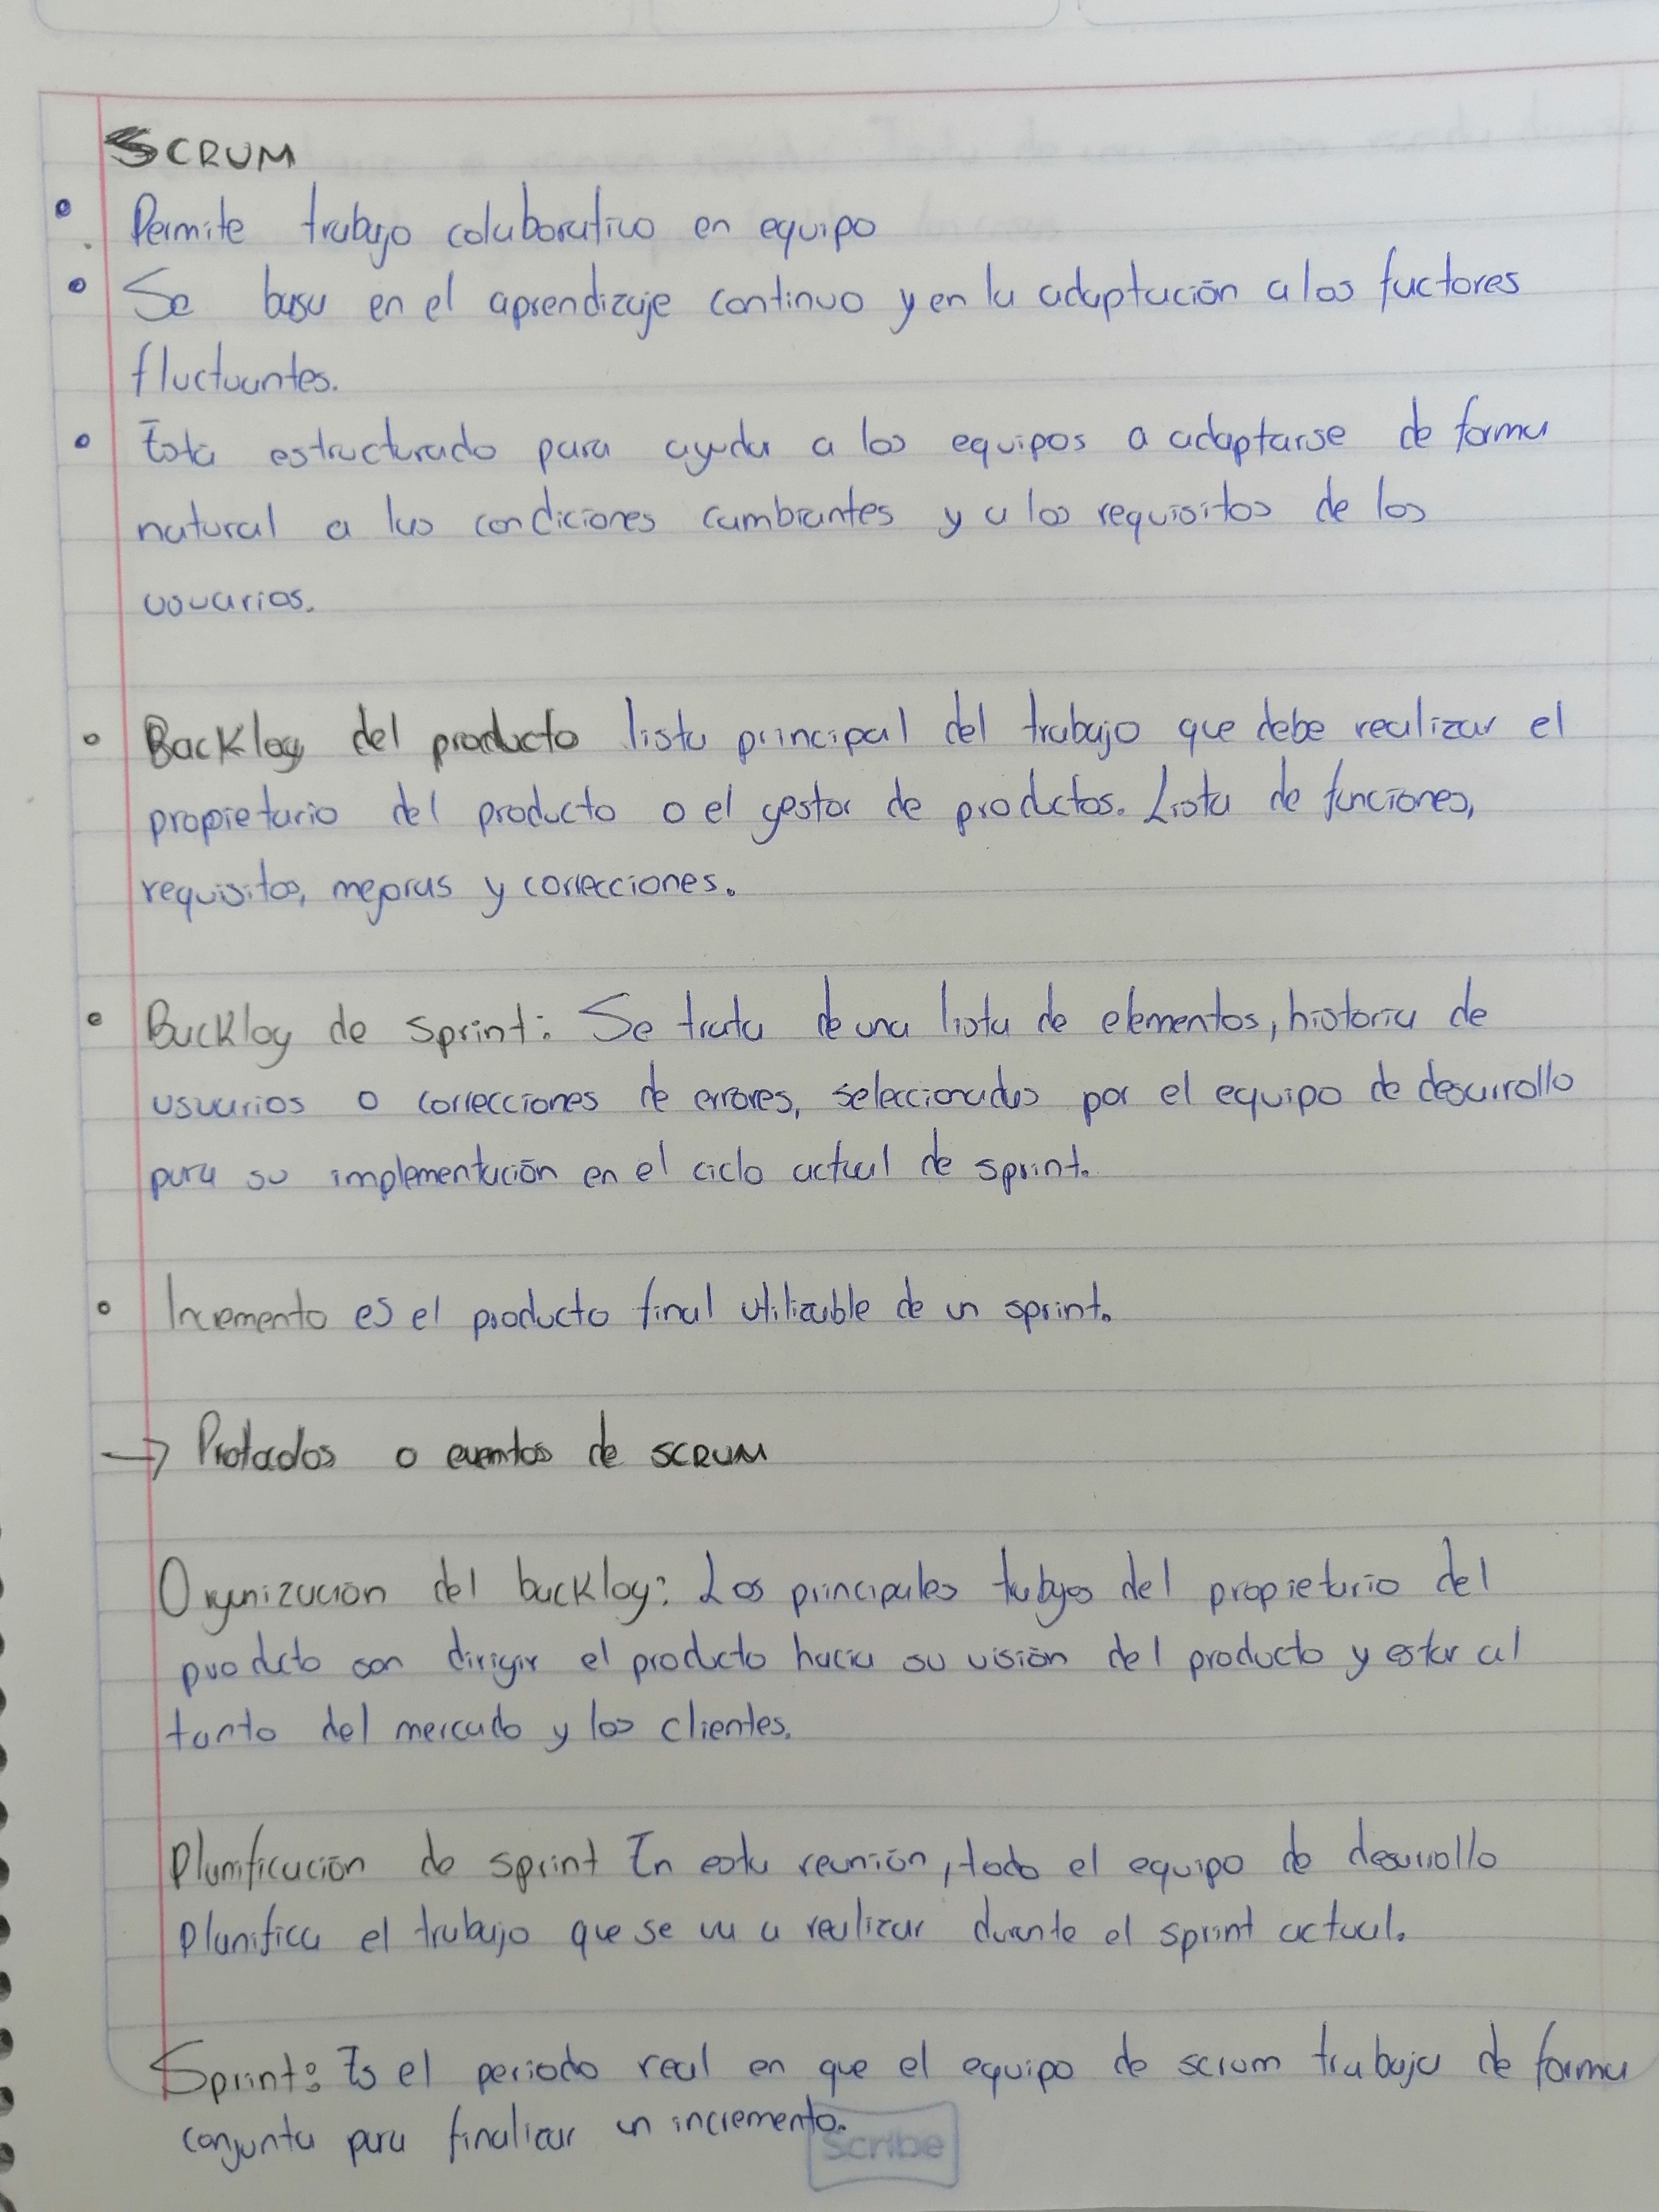 SCRUM
• Permite trabajo colaborativo en equipo
• Se basa en el aprendizaje continuo y en la adaptación a los factores
fluctuantes.
• Está estructurado para ayuda a los equipos a adaptarse de forma
natural a las condiciones cambiantes y a los requisitos de los
usuarios.
• Backlog del producto lista principal del trabajo que debe realizar el
propietario del producto o el gestor de productos. Lista de funciones,
requisitos, mejoras y correcciones.
• Backlog de sprint: Se trata de una lista de elementos, historia de
usuarios o correcciones de errores, seleccionados por el equipo de desarrollo
para su implementación en el ciclo actual de sprint.
• Incremento es el producto final utilizable de un sprint.
→ o eventos de SCRUM
Organización del backlog: Los principales del propietario del
producto son dirigir el producto hacia su visión del producto y estar al
tanto del mercado y los clientes.
Planificación de sprint En esta reunión, todo el equipo de desarrollo
planifica el trabajo que se va a realizar durante el sprint actual.
Sprint: Es el periodo real en que el equipo de scrum trabaja de forma
conjunta para finalizar un incremento.
Scribe